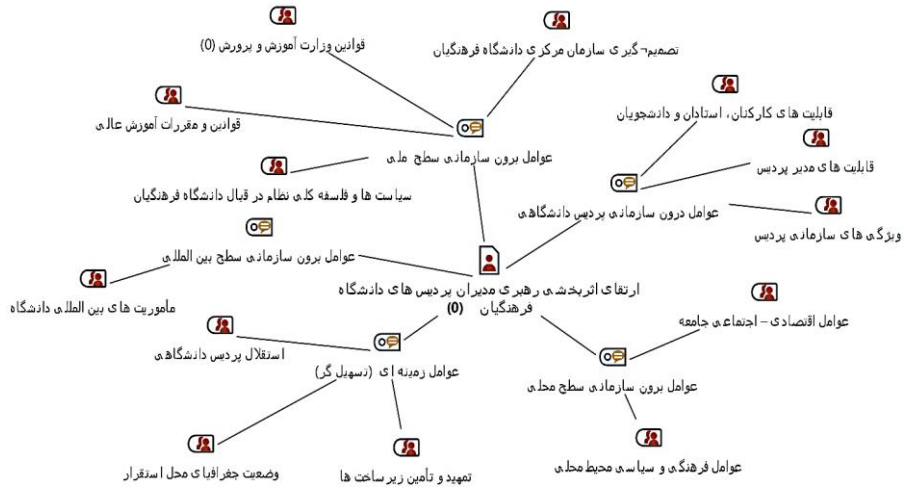 قوانین وزارت آموزش و پرورش (0)
تصمیم¬ گیری سازمان مرکزی دانشگاه فرهنگیان
قوانین و مقررات آموزش عالی
قابلیت های کارکنان، استادان و دانشجویان
عوامل برون سازمانی سطح ملی
قابلیت های مدیر پردیس
سیاست ها و فلسفه کلی نظام در قبال دانشگاه فرهنگیان
عوامل درون سازمانی پردیس دانشگاهی
ویژگی های سازمانی پردیس
عوامل برون سازمانی سطح بین المللی
ارتقای اثربخشی رهبری مدیران پردیس های دانشگاه
فرهنگیان (0)
مأموریت های بین المللی دانشگاه
عوامل اقتصادی – اجتماعی جامعه
استقلال پردیس دانشگاهی
عوامل زمینه ای (تسهیل گر)
عوامل برون سازمانی سطح محلی
وضعیت جغرافیای محل استقرار
تمهید و تأمین زیر ساخت ها
عوامل فرهنگی و سیاسی محیط محلی